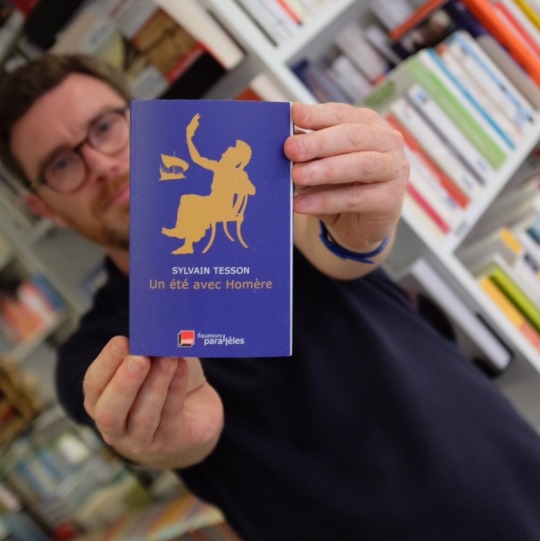 SYLVAIN TESSON
Un été avec Homère
Équateurs
parallèles